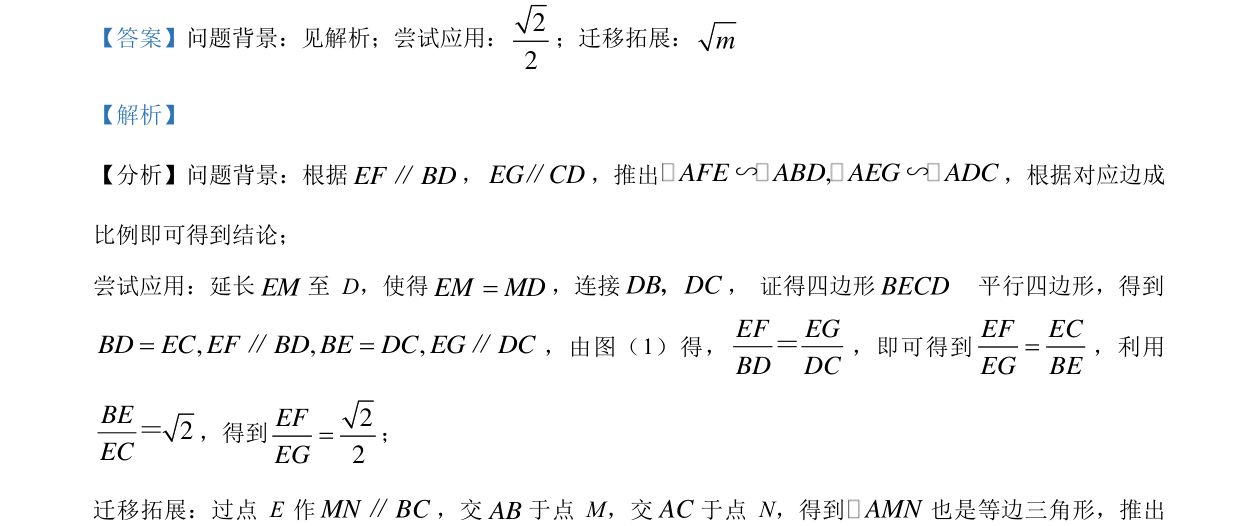 【答案】问题背景：见解析；尝试应用：√2/2；迁移拓展：√m
【解析】
【分析】问题背景：根据 EF∥BD，EG∥CD，推出□AFE∽□ABD,□AEG∽□ADC，根据对应边成
比例即可得到结论；
尝试应用：延长 EM 至 D，使得 EM=MD，连接 DB，DC， 证得四边形 BECD 平行四边形，得到
BD=EC,EF∥BD,BE=DC,EG∥DC，由图（1）得，EF/BD=EG/DC，即可得到 EF/EG=EC/BE，利用
BE/EC=√2，得到 EF/EG=√2/2；
迁移拓展：过点 E 作 MN∥BC，交 AB 于点 M，交 AC 于点 N，得到□AMN 也是等边三角形，推出